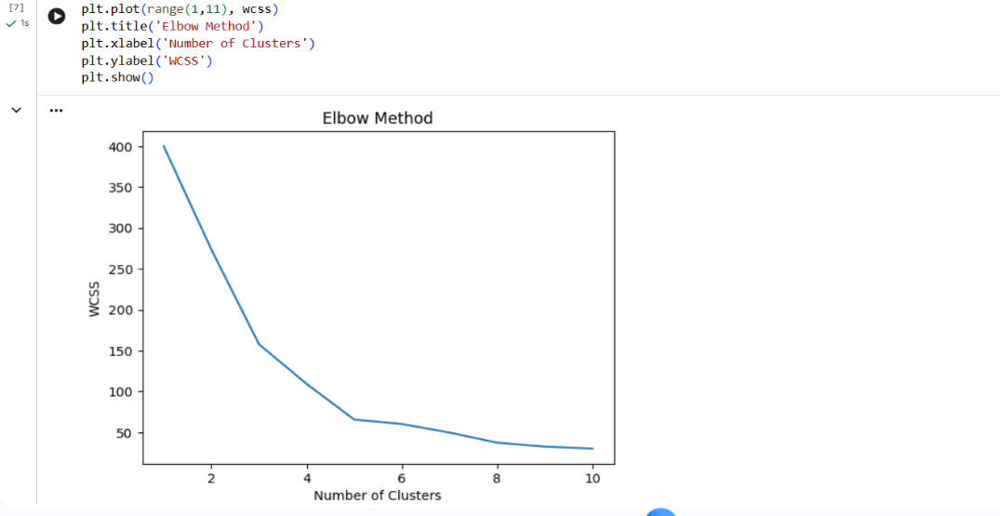 [7]
1s
plt.plot(range(1,11), wcss)
plt.title('Elbow Method')
plt.xlabel('Number of Clusters')
plt.ylabel('WCSS')
plt.show()
Elbow Method
400
350
300
250
200
150
100
50
WCSS
2 4 6 8 10
Number of Clusters